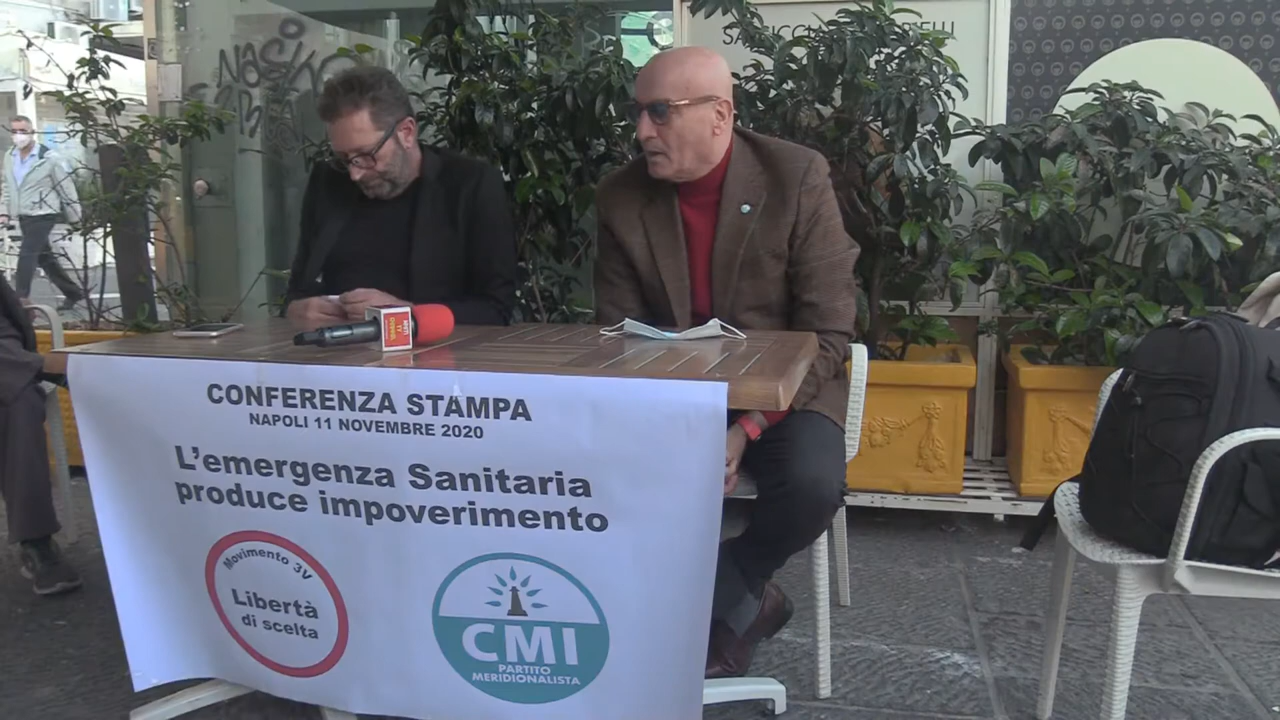 CONFERENZA STAMPA
NAPOLI 11 NOVEMBRE 2020
L'emergenza Sanitaria
produce impoverimento
Movimento 3V
Libertà
di scelta
CMI
PARTITO
MERIDIONALISTA